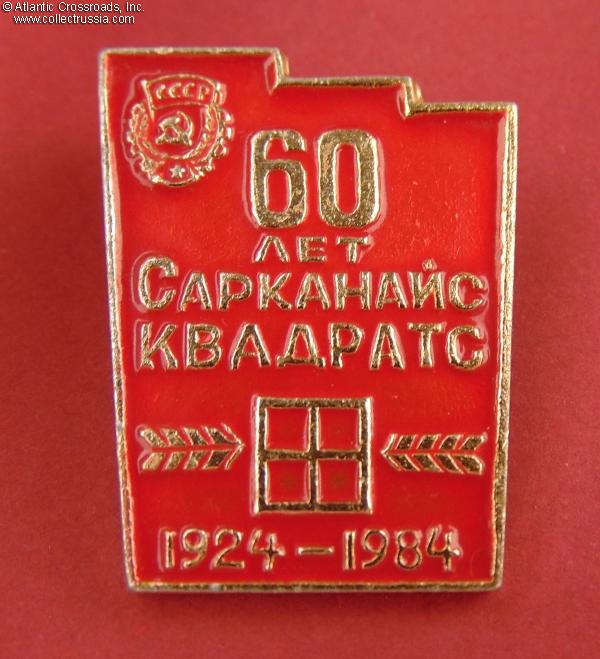 © Atlantic Crossroads, Inc.
www.collectrussia.com
СССР
60
ЛЕТ
САРКАНАЙС
КВАДРАТС
1924-1984